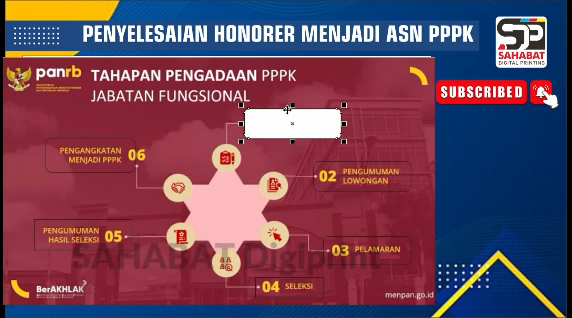 PENYELESAIAN HONORER MENJADI ASN PPPK
SP
SAHABAT
DIGITAL PRINTING
panrb
TAHAPAN PENGADAAN PPPK
JABATAN FUNGSIONAL
SUBSCRIBED
PENGANGKATAN
MENJADI PPPK 06
02 PENGUMUMAN
LOWONGAN
PENGUMUMAN
HASIL SELEKSI 05
03 PELAMARAN
SAHABAT Digiprint
04 SELEKSI
BerAKHLAK
menpan.go.id